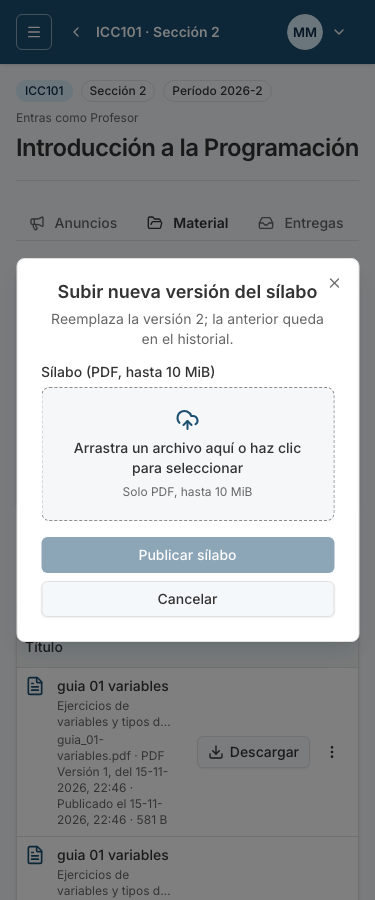 ICC101 · Sección 2
MM
ICC101
Sección 2
Período 2026-2
Entras como Profesor
Introducción a la Programación
Anuncios
Material
Entregas
Subir nueva versión del sílabo
Reemplaza la versión 2; la anterior queda
en el historial.
Sílabo (PDF, hasta 10 MiB)
Arrastra un archivo aquí o haz clic
para seleccionar
Solo PDF, hasta 10 MiB
Publicar sílabo
Cancelar
Título
guia 01 variables
Ejercicios de
variables y tipos d...
guia_01-
variables.pdf · PDF
Versión 1, del 15-11-
2026, 22:46 ·
Publicado el 15-11-
2026, 22:46 · 581 B
Descargar
guia 01 variables
Ejercicios de
variables y tipos d...